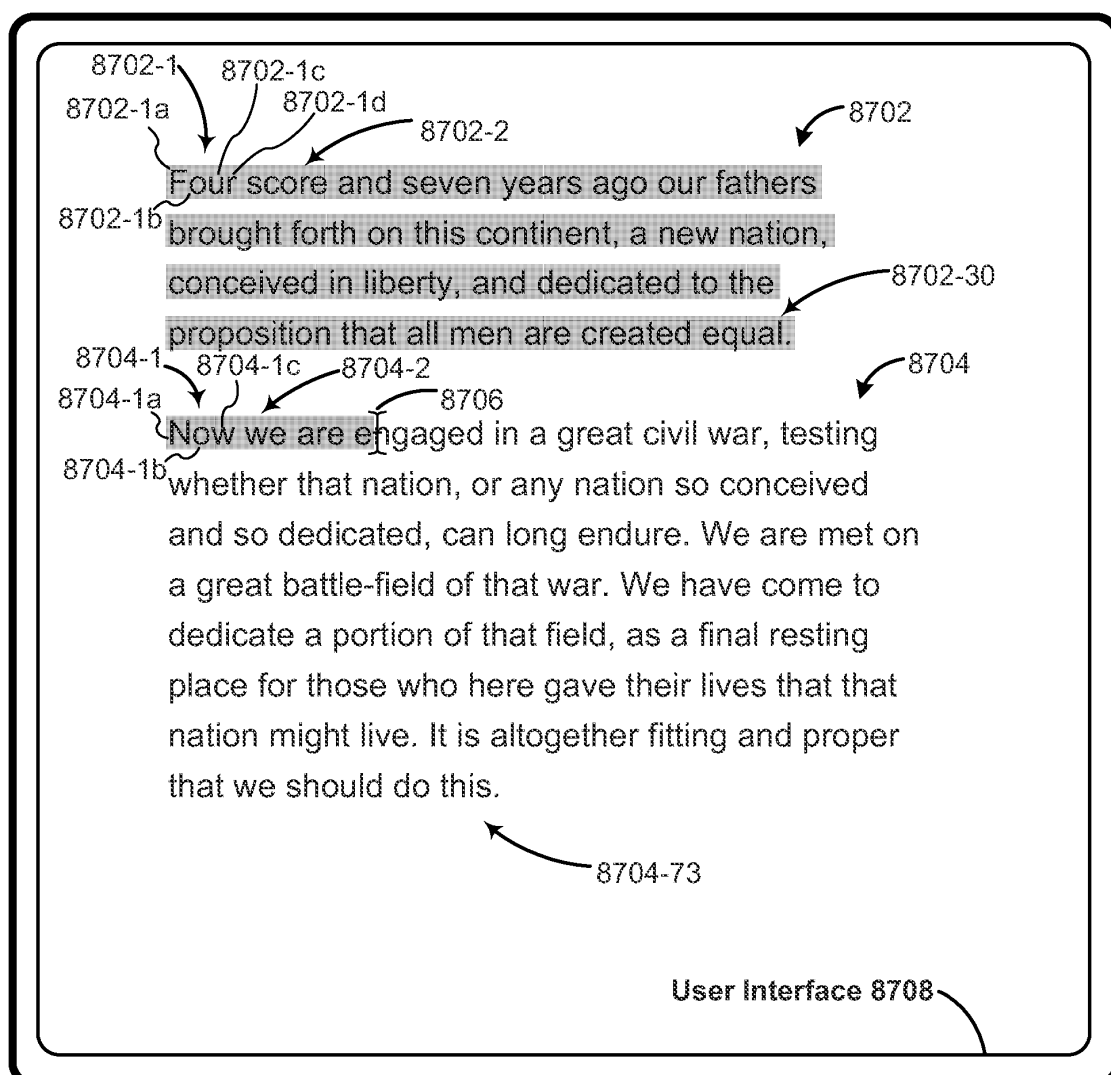 8702-1
8702-1c
8702-1a
8702-1d
8702
8702-2
Four score and seven years ago our fathers
8702-1b
brought forth on this continent, a new nation,
conceived in liberty, and dedicated to the
8702-30
proposition that all men are created equal.
8704-1
8704-1c
8704-2
8704
8704-1a
8706
Now we are engaged in a great civil war, testing
8704-1b
whether that nation, or any nation so conceived
and so dedicated, can long endure. We are met on
a great battle-field of that war. We have come to
dedicate a portion of that field, as a final resting
place for those who here gave their lives that that
nation might live. It is altogether fitting and proper
that we should do this.
8704-73
User Interface 8708